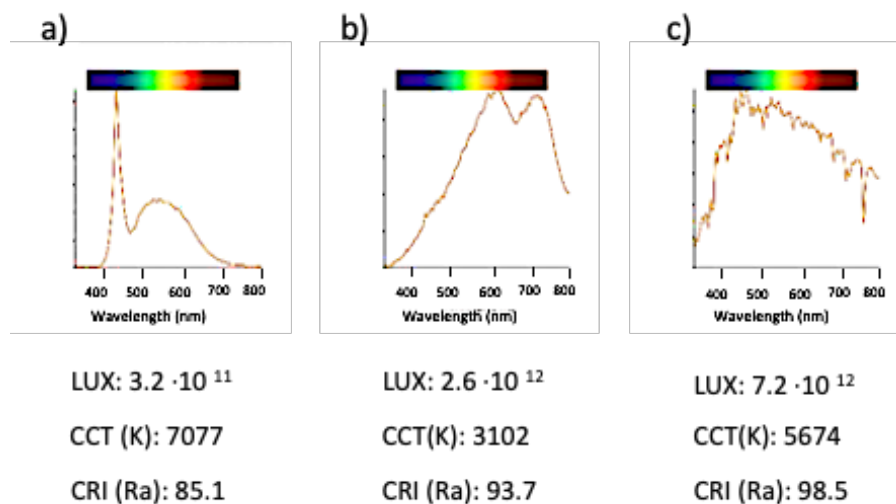 a) b) c)
400 500 600 700 800
Wavelength (nm)
400 500 600 700 800
Wavelength (nm)
400 500 600 700 800
Wavelength (nm)
LUX: 3.2 ·10 ¹¹
CCT (K): 7077
CRI (Ra): 85.1
LUX: 2.6 ·10 ¹²
CCT(K): 3102
CRI (Ra): 93.7
LUX: 7.2 ·10 ¹²
CCT(K): 5674
CRI (Ra): 98.5